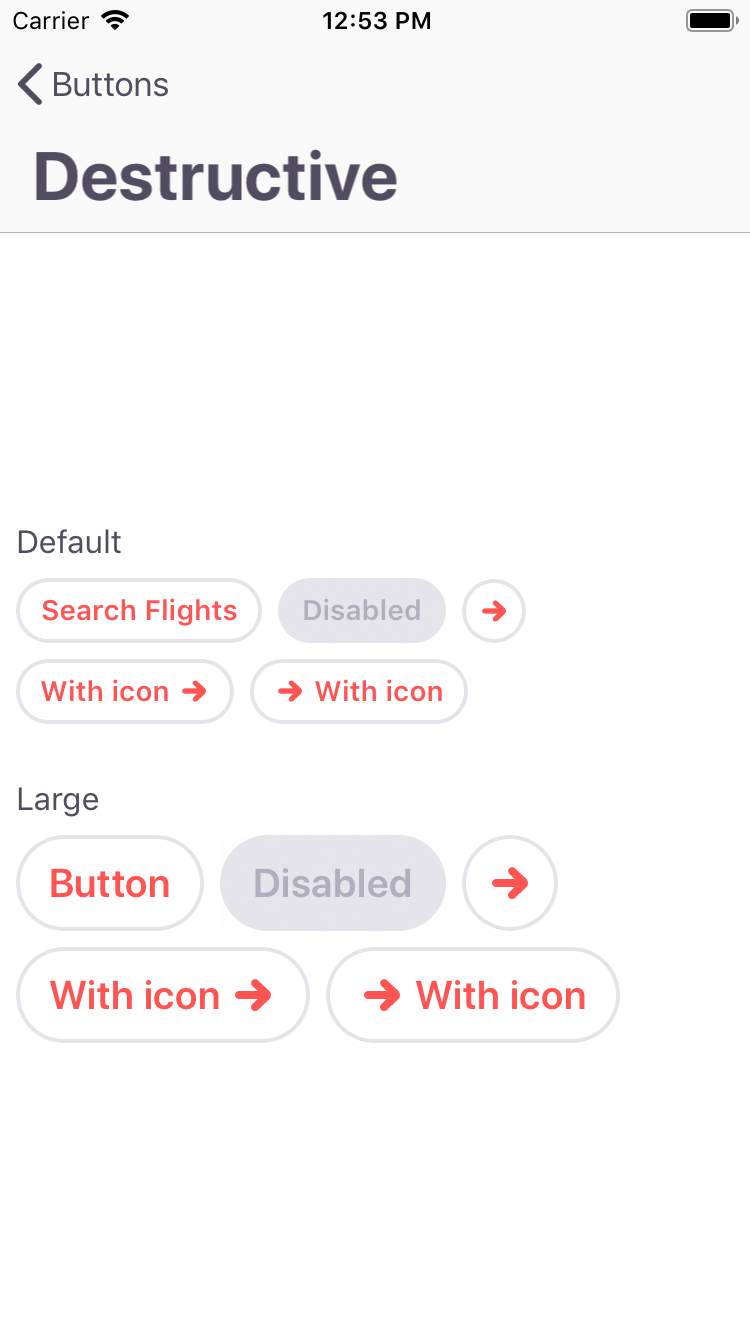 Carrier 12:53 PM
Buttons
Destructive
Default
Search Flights Disabled
With icon With icon
Large
Button Disabled
With icon With icon